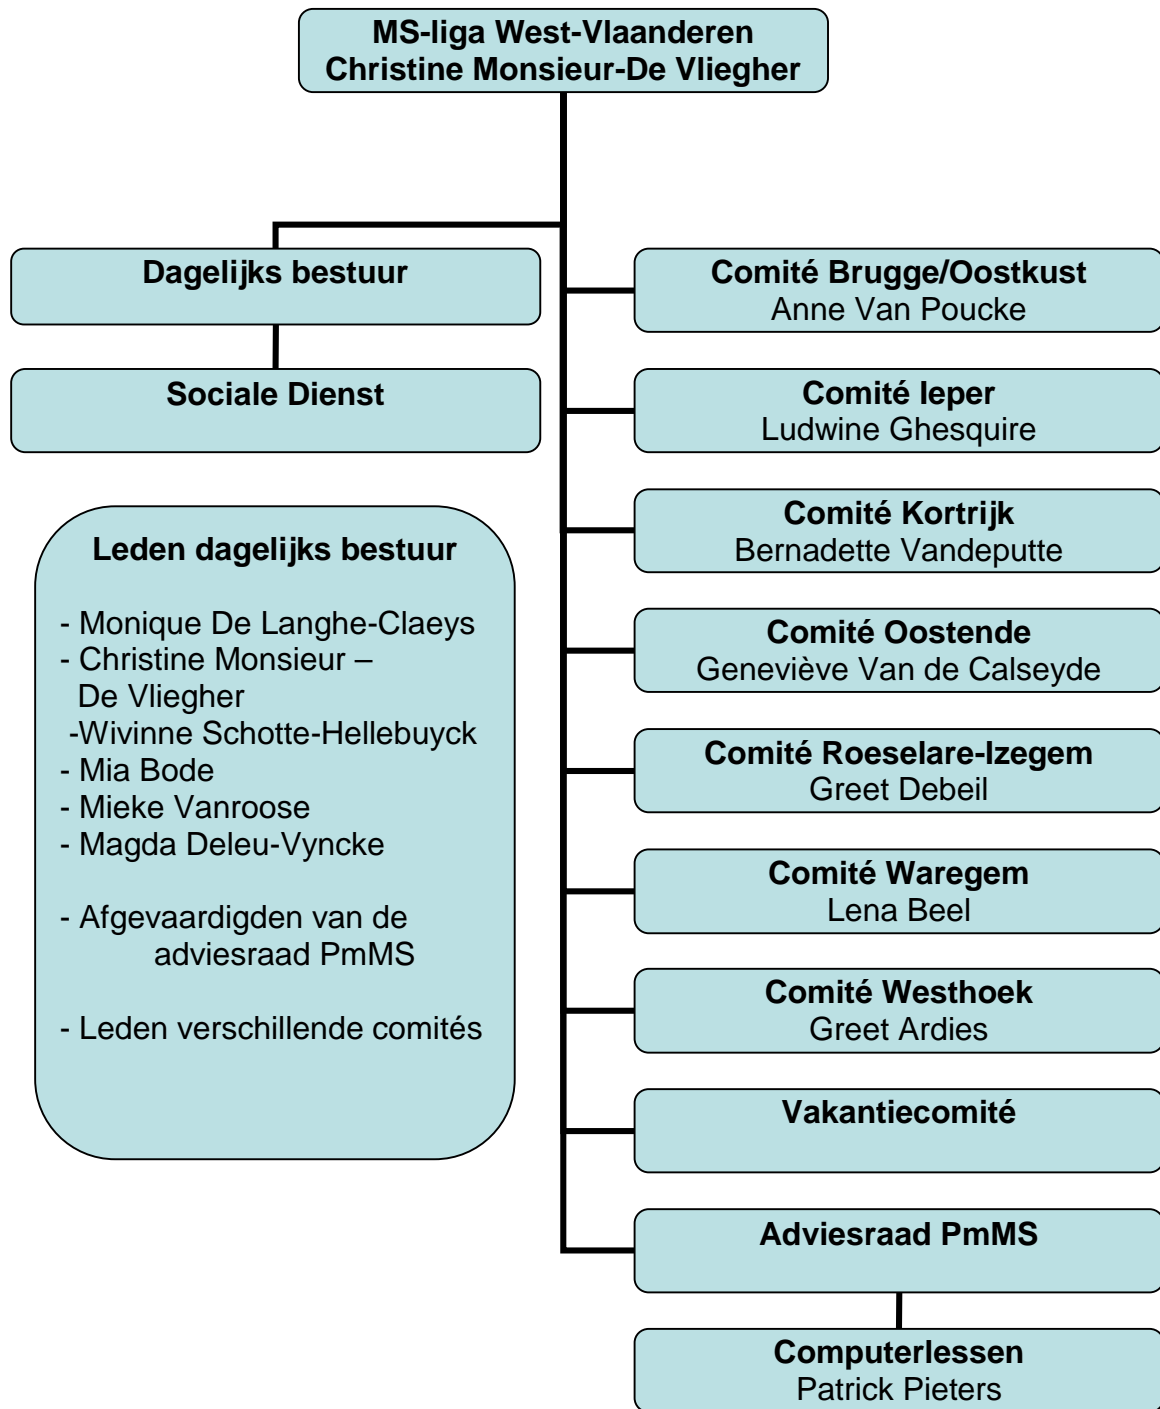 MS-liga West-Vlaanderen
Christine Monsieur-De Vliegher
Dagelijks bestuur
Sociale Dienst
Leden dagelijks bestuur
- Monique De Langhe-Claeys
- Christine Monsieur –
De Vliegher
-Wivinne Schotte-Hellebuyck
- Mia Bode
- Mieke Vanroose
- Magda Deleu-Vyncke
- Afgevaardigden van de
adviesraad PmMS
- Leden verschillende comités
Comité Brugge/Oostkust
Anne Van Poucke
Comité Ieper
Ludwine Ghesquire
Comité Kortrijk
Bernadette Vandeputte
Comité Oostende
Geneviève Van de Calseyde
Comité Roeselare-Izegem
Greet Debeil
Comité Waregem
Lena Beel
Comité Westhoek
Greet Ardies
Vakantiecomité
Adviesraad PmMS
Computerlessen
Patrick Pieters